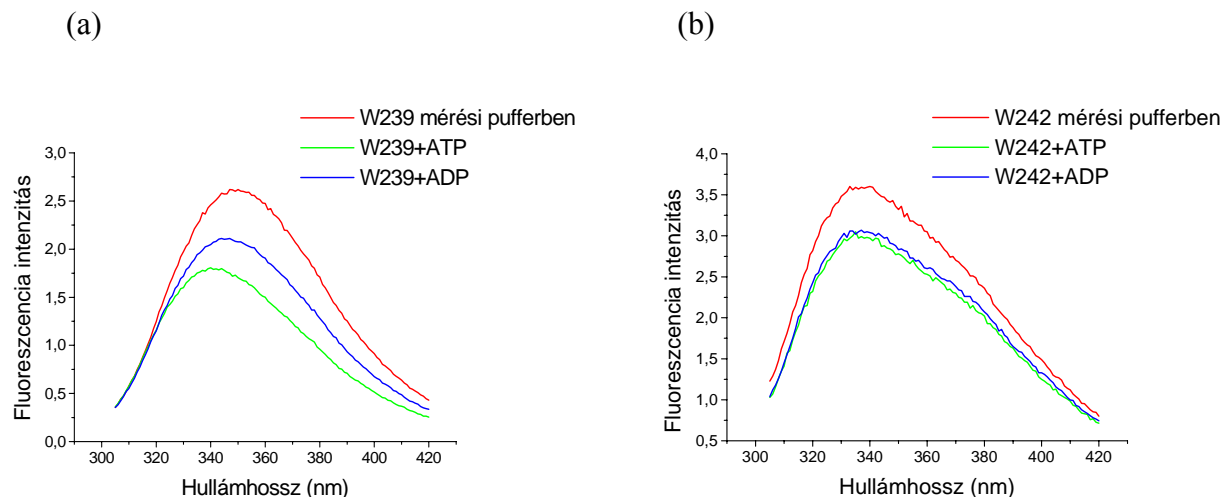 (a)
W239 mérési pufferben
W239+ATP
W239+ADP
3,0
2,5
2,0
1,5
1,0
0,5
0,0
Fluoreszcencia intenzitás
300 320 340 360 380 400 420
Hullámhossz (nm)
(b)
W242 mérési pufferben
W242+ATP
W242+ADP
4,0
3,5
3,0
2,5
2,0
1,5
1,0
0,5
Fluoreszcencia intenzitás
300 320 340 360 380 400 420
Hullámhossz (nm)